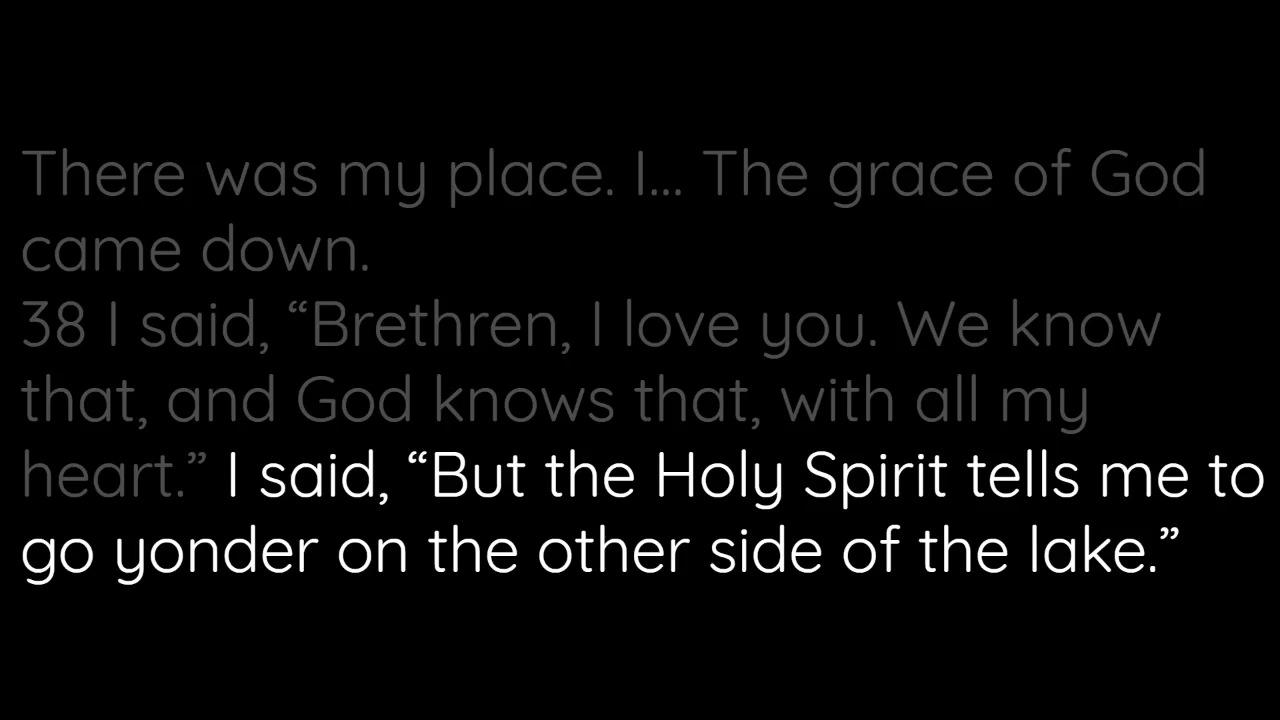 There was my place. I... The grace of God
came down.
38 I said, “Brethren, I love you. We know
that, and God knows that, with all my
heart.” I said, “But the Holy Spirit tells me to
go yonder on the other side of the lake.”